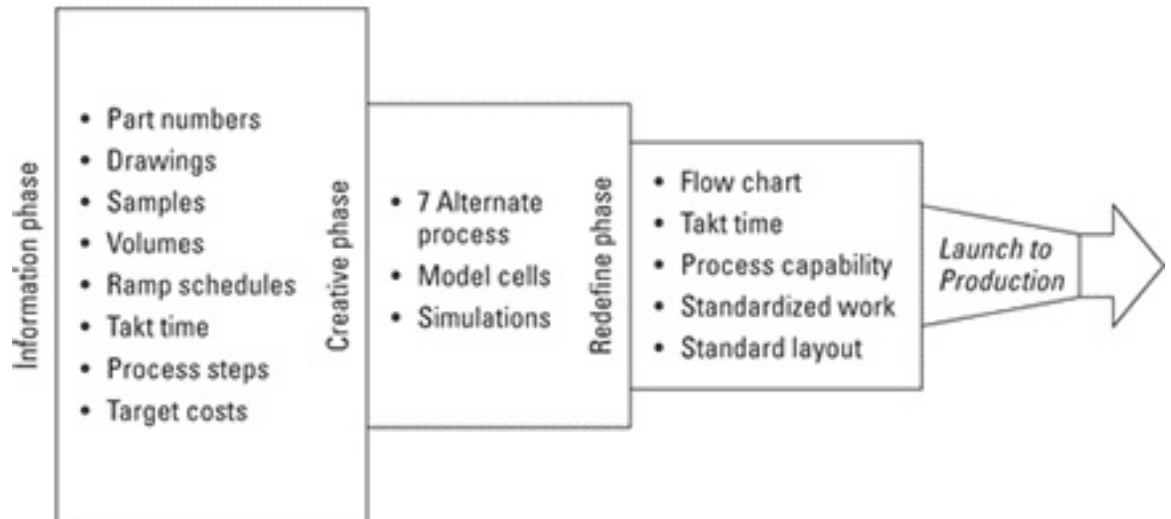 Information phase
• Part numbers
• Drawings
• Samples
• Volumes
• Ramp schedules
• Takt time
• Process steps
• Target costs
Creative phase
• 7 Alternate
process
• Model cells
• Simulations
Redefine phase
• Flow chart
• Takt time
• Process capability
• Standardized work
• Standard layout
Launch to
Production